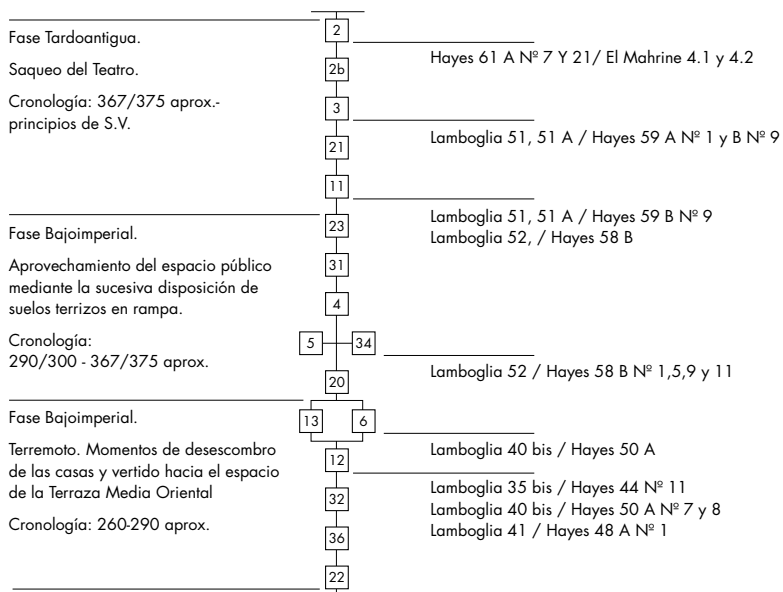 Fase Tardoantigua.
Saqueo del Teatro.
Cronología: 367/375 aprox.-
principios de S.V.
Fase Bajoimperial.
Aprovechamiento del espacio público
mediante la sucesiva disposición de
suelos terrizos en rampa.
Cronología:
290/300 - 367/375 aprox.
Fase Bajoimperial.
Terremoto. Momentos de desescombro
de las casas y vertido hacia el espacio
de la Terraza Media Oriental
Cronología: 260-290 aprox.
2
2b
3
21
11
23
31
4
5 34
20
13 6
12
32
36
22
Hayes 61 A Nº 7 Y 21/ El Mahrine 4.1 y 4.2
Lamboglia 51, 51 A / Hayes 59 A Nº 1 y B Nº 9
Lamboglia 51, 51 A / Hayes 59 B Nº 9
Lamboglia 52, / Hayes 58 B
Lamboglia 52 / Hayes 58 B Nº 1,5,9 y 11
Lamboglia 40 bis / Hayes 50 A
Lamboglia 35 bis / Hayes 44 Nº 11
Lamboglia 40 bis / Hayes 50 A Nº 7 y 8
Lamboglia 41 / Hayes 48 A Nº 1